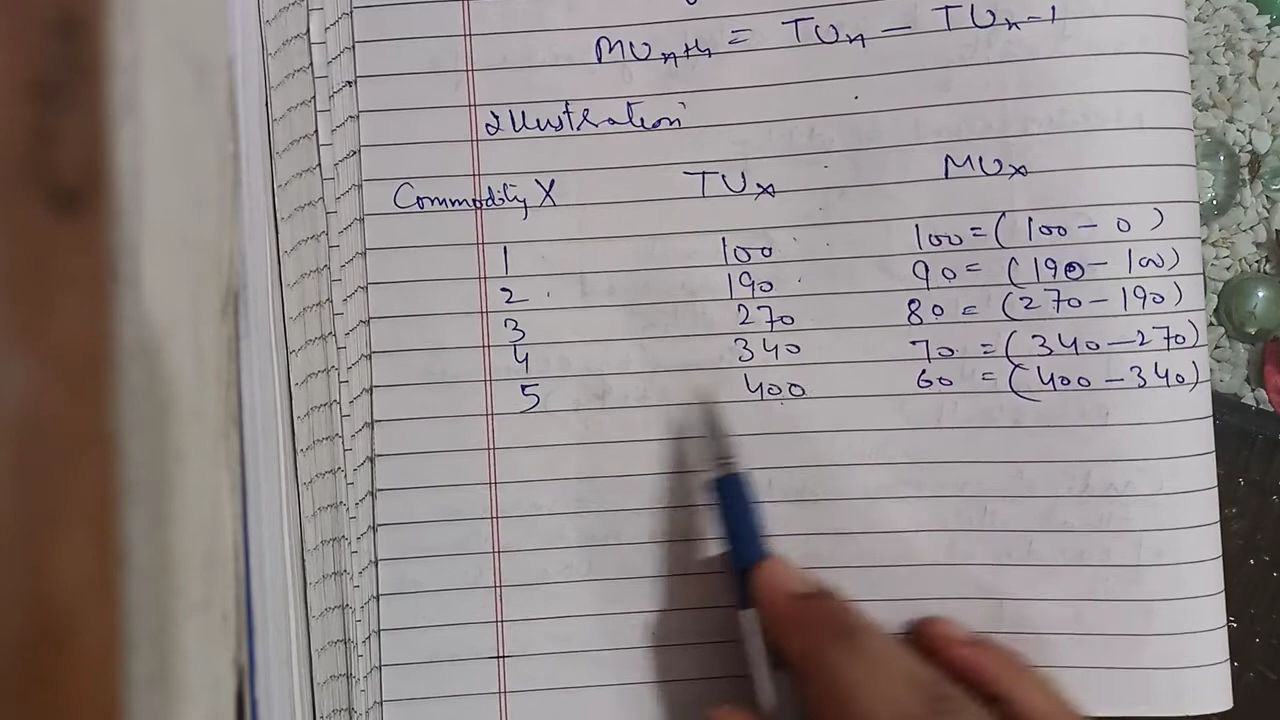 MUnth = TUn - TUn-1
Illustration
Commodity X TUx MUx
1 100 100=(100-0)
2 190 90=(190-100)
3 270 80=(270-190)
4 340 70=(340-270)
5 400 60=(400-340)